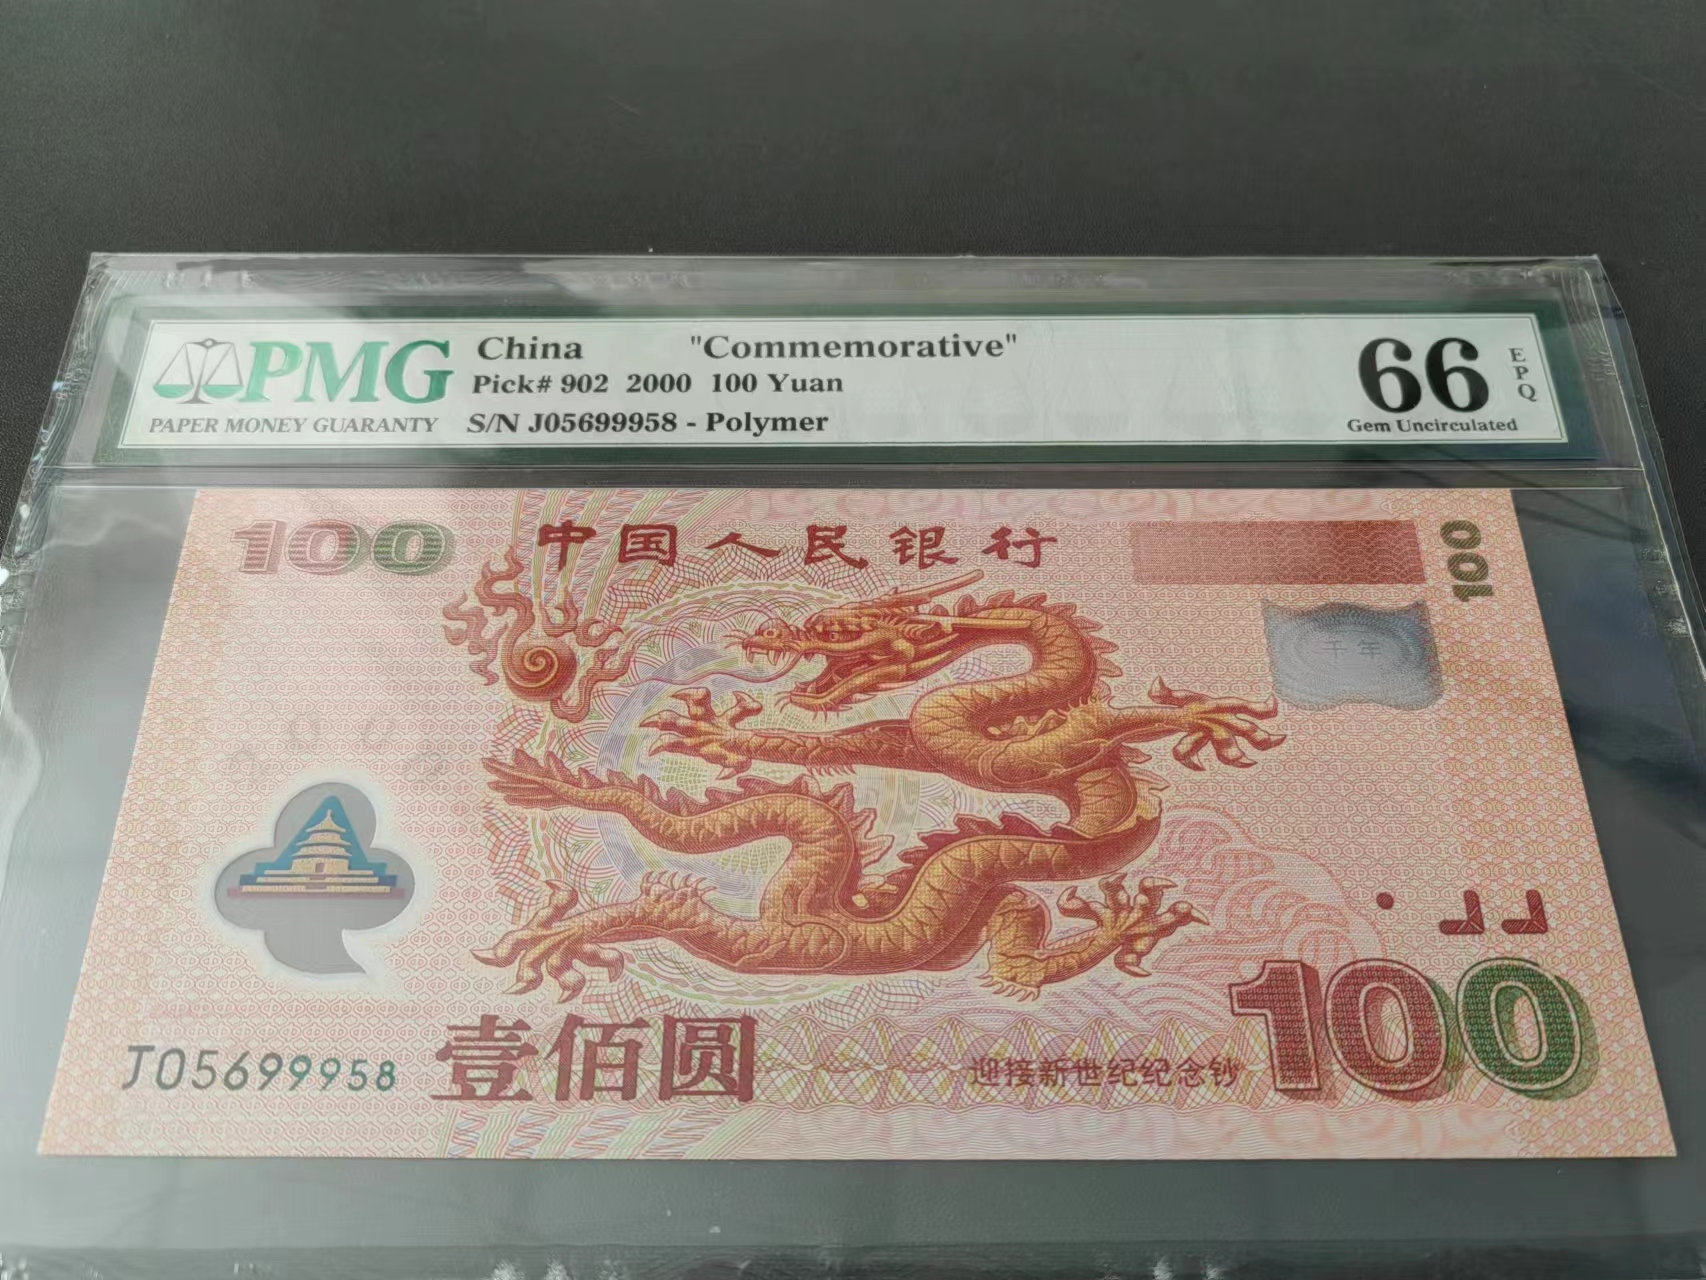 PMG
PAPER MONEY GUARANTY
China "Commemorative"
Pick# 902 2000 100 Yuan
S/N J05699958 - Polymer
66
EPQ
Gem Uncirculated
100
中国人民银行
100
千年
J05699958
壹佰圆
迎接新世纪纪念钞
100